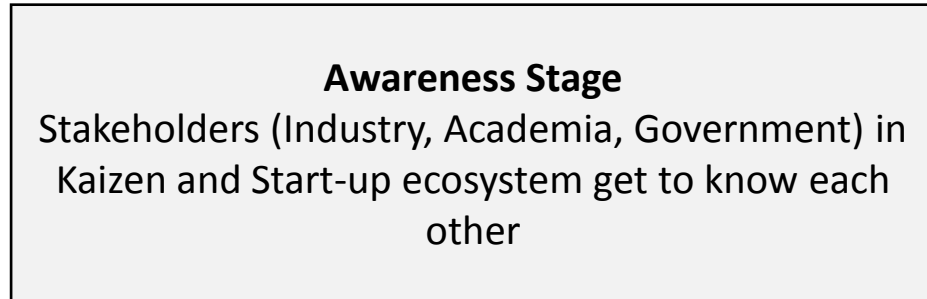 Awareness Stage
Stakeholders (Industry, Academia, Government) in
Kaizen and Start-up ecosystem get to know each
other